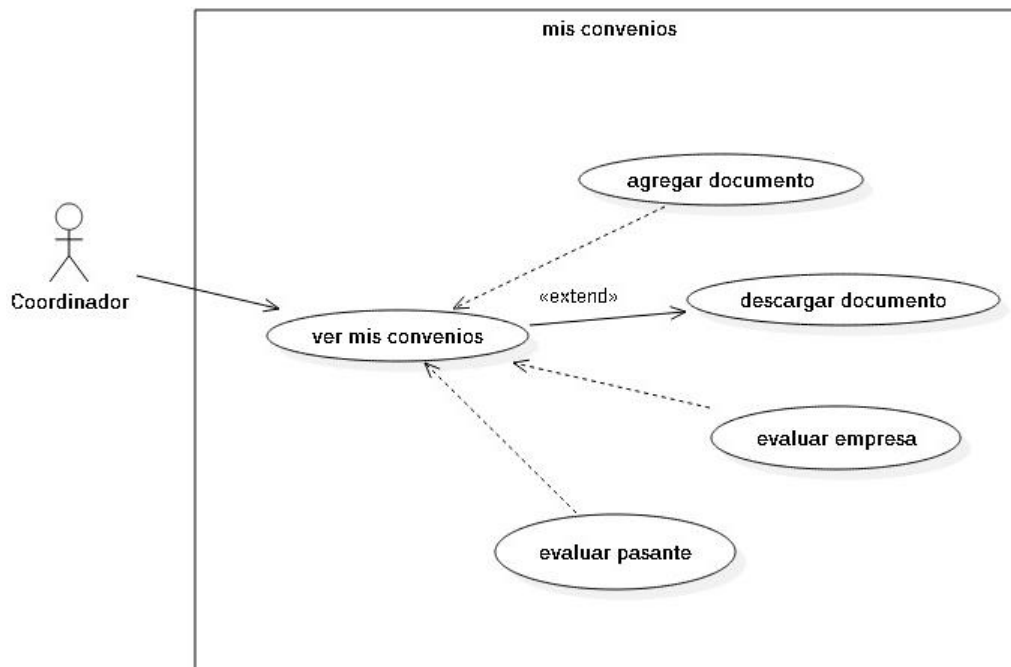 mis convenios
agregar documento
Coordinador
«extend»
descargar documento
ver mis convenios
evaluar empresa
evaluar pasante